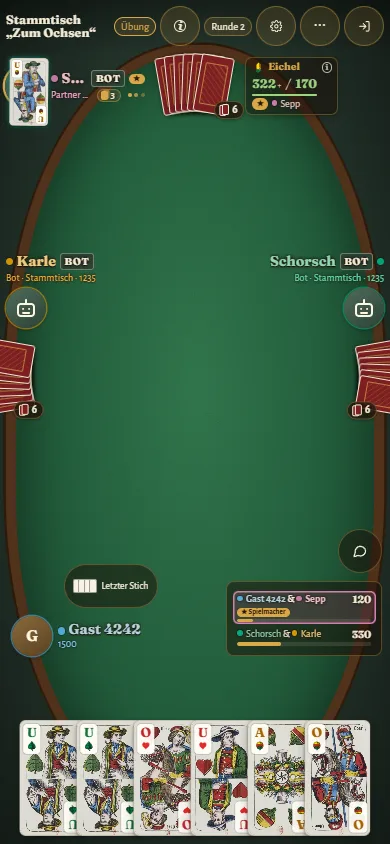 Stammtisch
„Zum Ochsen“
Übung
Runde 2
S... BOT
Partner ...
3
6
Eichel
322+ / 170
Sepp
Karle BOT
Bot · Stammtisch · 1235
Schorsch BOT
Bot · Stammtisch · 1235
6
6
Letzter Stich
Gast 4242 & Sepp 120
Spielmacher
Schorsch & Karle 330
G
Gast 4242
1500
U U O U A O